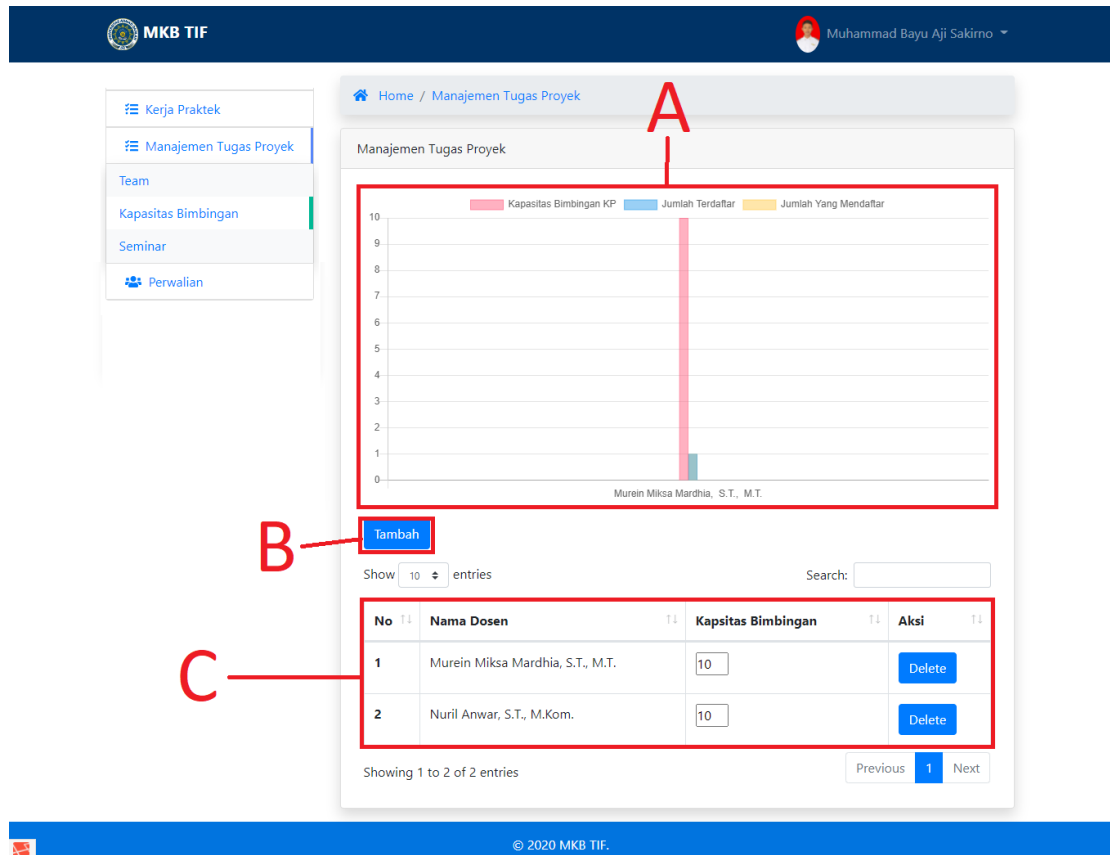 MKB TIF
Muhammad Bayu Aji Sakirno
Kerja Praktek
Manajemen Tugas Proyek
Team
Kapasitas Bimbingan
Seminar
Perwalian
Home / Manajemen Tugas Proyek
A
Manajemen Tugas Proyek
Kapasitas Bimbingan KP Jumlah Terdaftar Jumlah Yang Mendaftar
10
9
8
7
6
5
4
3
2
1
0
Murein Miksa Mardhia, S.T., M.T.
B
Tambah
Show 10 entries Search:
C
No Nama Dosen Kapsitas Bimbingan Aksi
1 Murein Miksa Mardhia, S.T., M.T. 10 Delete
2 Nuril Anwar, S.T., M.Kom. 10 Delete
Showing 1 to 2 of 2 entries Previous 1 Next
© 2020 MKB TIF.